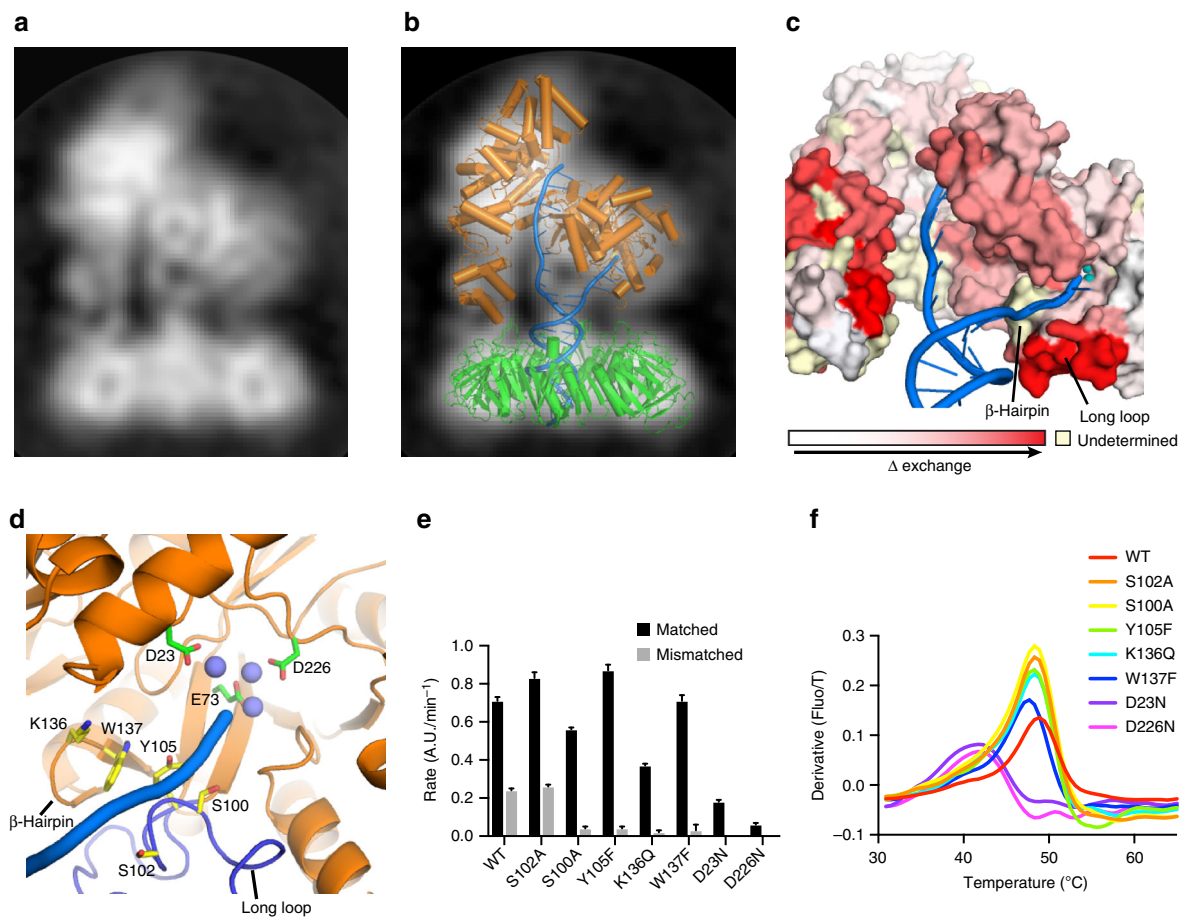 a
b
c
β-Hairpin
Long loop
Undetermined
Δ exchange
d
D23
D226
E73
K136
W137
Y105
S100
β-Hairpin
S102
Long loop
e
Matched
Mismatched
1.0
0.8
0.6
0.4
0.2
0.0
Rate (A.U./min⁻¹)
WT
S102A
S100A
Y105F
K136Q
W137F
D23N
D226N
f
WT
S102A
S100A
Y105F
K136Q
W137F
D23N
D226N
0.3
0.2
0.1
0.0
–0.1
Derivative (Fluo/T)
30
40
50
60
Temperature (°C)